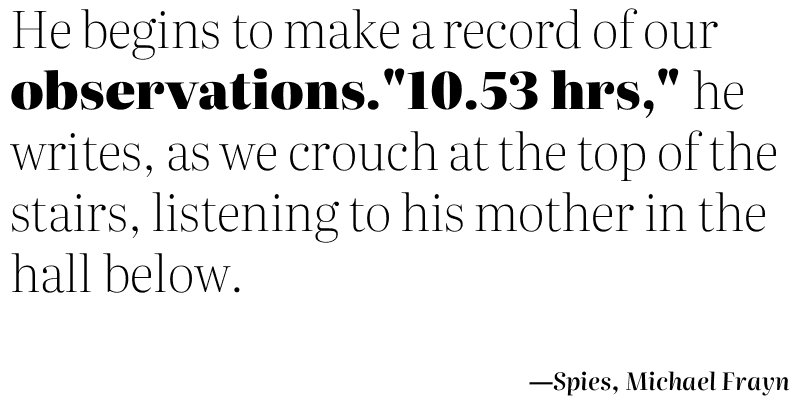 He begins to make a record of our
observations."10.53 hrs," he
writes, as we crouch at the top of the
stairs, listening to his mother in the
hall below.
—Spies, Michael Frayn